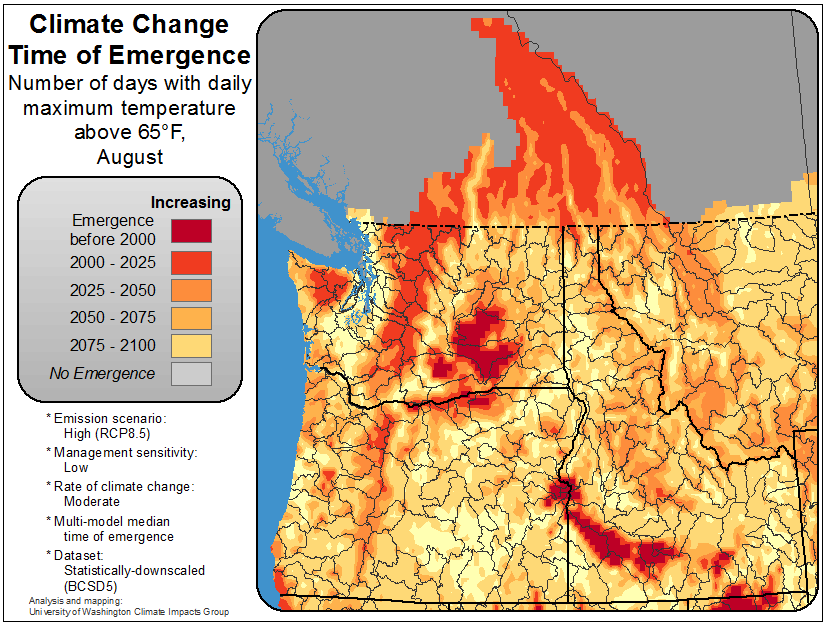 Climate Change
Time of Emergence
Number of days with daily
maximum temperature
above 65°F,
August
Increasing
Emergence
before 2000
2000 - 2025
2025 - 2050
2050 - 2075
2075 - 2100
No Emergence
* Emission scenario:
High (RCP8.5)
* Management sensitivity:
Low
* Rate of climate change:
Moderate
* Multi-model median
time of emergence
* Dataset:
Statistically-downscaled
(BCSD5)
Analysis and mapping:
University of Washington Climate Impacts Group